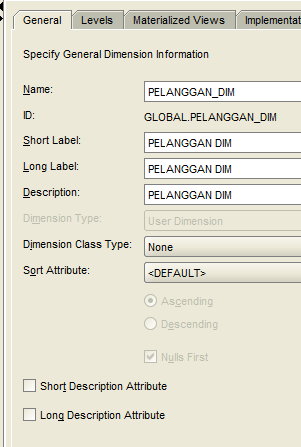 General Levels Materialized Views Implementat
Specify General Dimension Information
Name: PELANGGAN_DIM
ID: GLOBAL.PELANGGAN_DIM
Short Label: PELANGGAN DIM
Long Label: PELANGGAN DIM
Description: PELANGGAN DIM
Dimension Type: User Dimension
Dimension Class Type: None
Sort Attribute: <DEFAULT>
Ascending
Descending
Nulls First
Short Description Attribute
Long Description Attribute